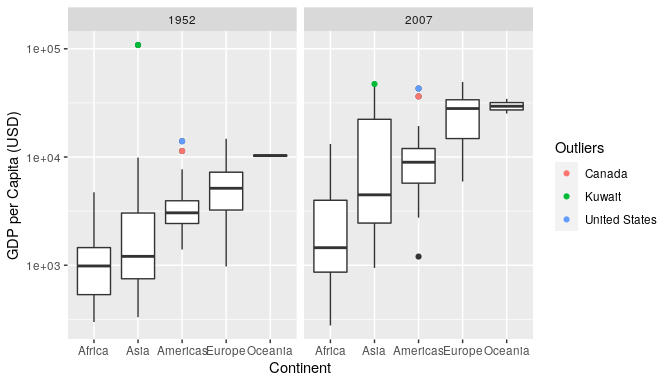 1952
2007
1e+05
1e+04
1e+03
GDP per Capita (USD)
Africa Asia Americas Europe Oceania
Africa Asia Americas Europe Oceania
Continent
Outliers
Canada
Kuwait
United States